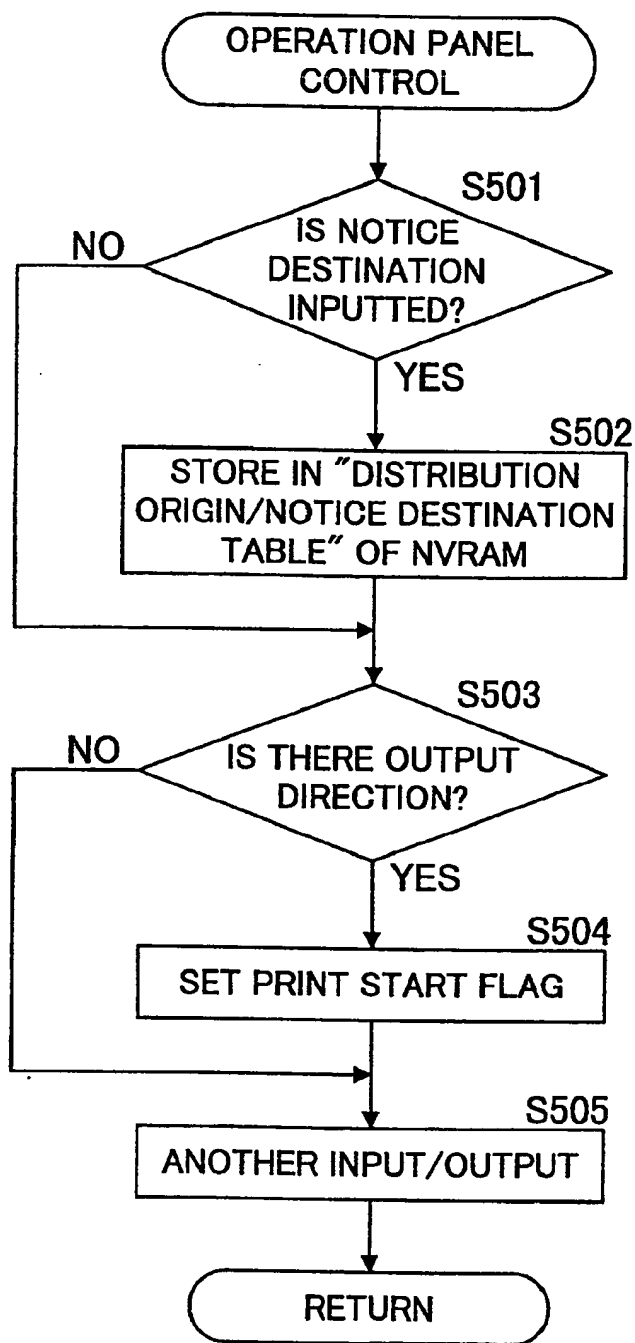 OPERATION PANEL
CONTROL
S501
IS NOTICE
DESTINATION
INPUTTED?
NO
YES
S502
STORE IN "DISTRIBUTION
ORIGIN/NOTICE DESTINATION
TABLE" OF NVRAM
S503
NO
IS THERE OUTPUT
DIRECTION?
YES
S504
SET PRINT START FLAG
S505
ANOTHER INPUT/OUTPUT
RETURN